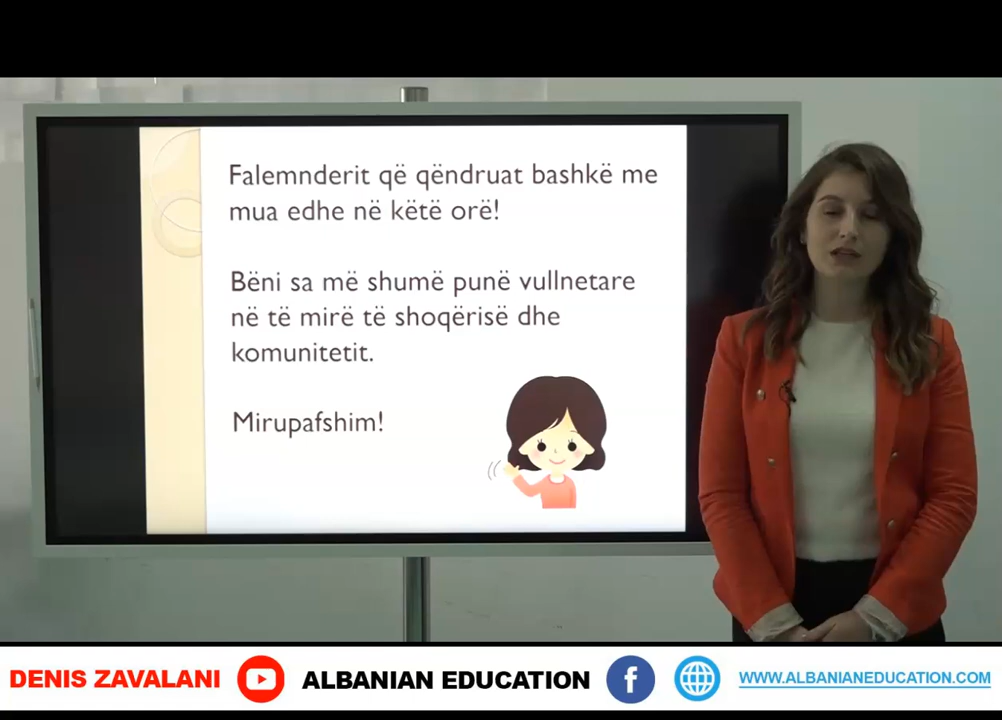 Falemnderit që qëndruat bashkë me
mua edhe në këtë orë!
Bëni sa më shumë punë vullnetare
në të mirë të shoqërisë dhe
komunitetit.
Mirupafshim!
DENIS ZAVALANI ALBANIAN EDUCATION f WWW.ALBANIANEDUCATION.COM